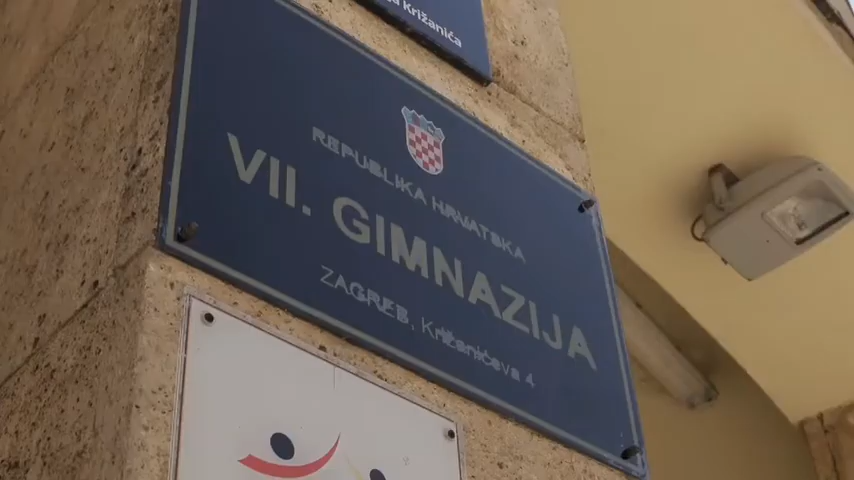 Križanića
REPUBLIKA HRVATSKA
VII. GIMNAZIJA
ZAGREB, Križanićeva 4